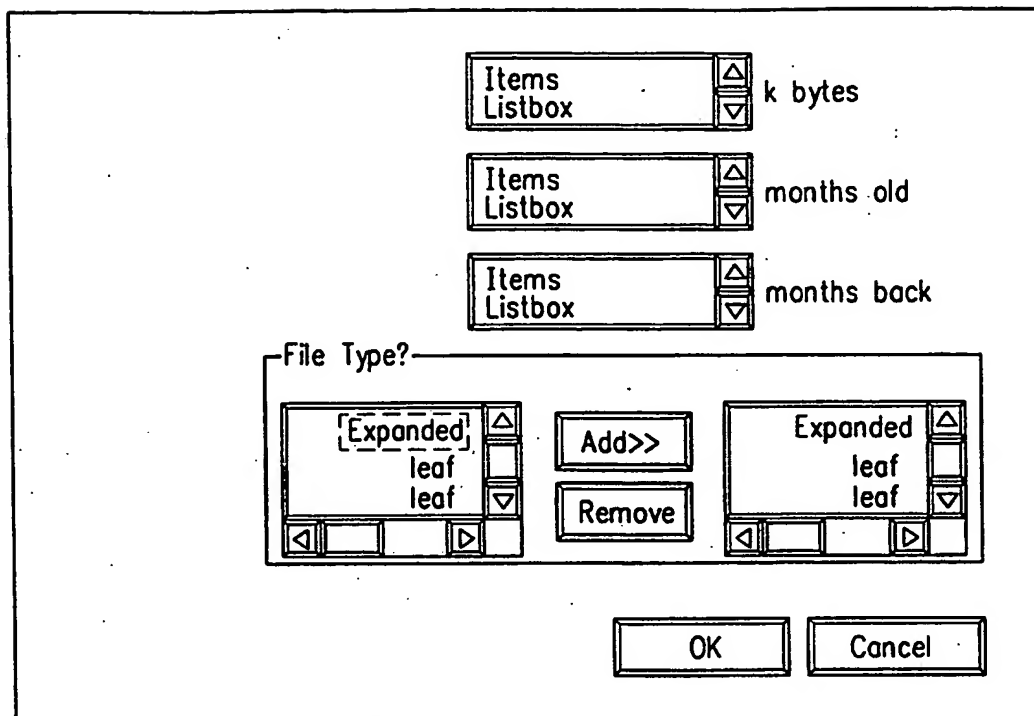 Items
Listbox
k bytes
Items
Listbox
months old
Items
Listbox
months back
File Type?
Expanded
leaf
leaf
Add>>
Remove
Expanded
leaf
leaf
OK
Cancel